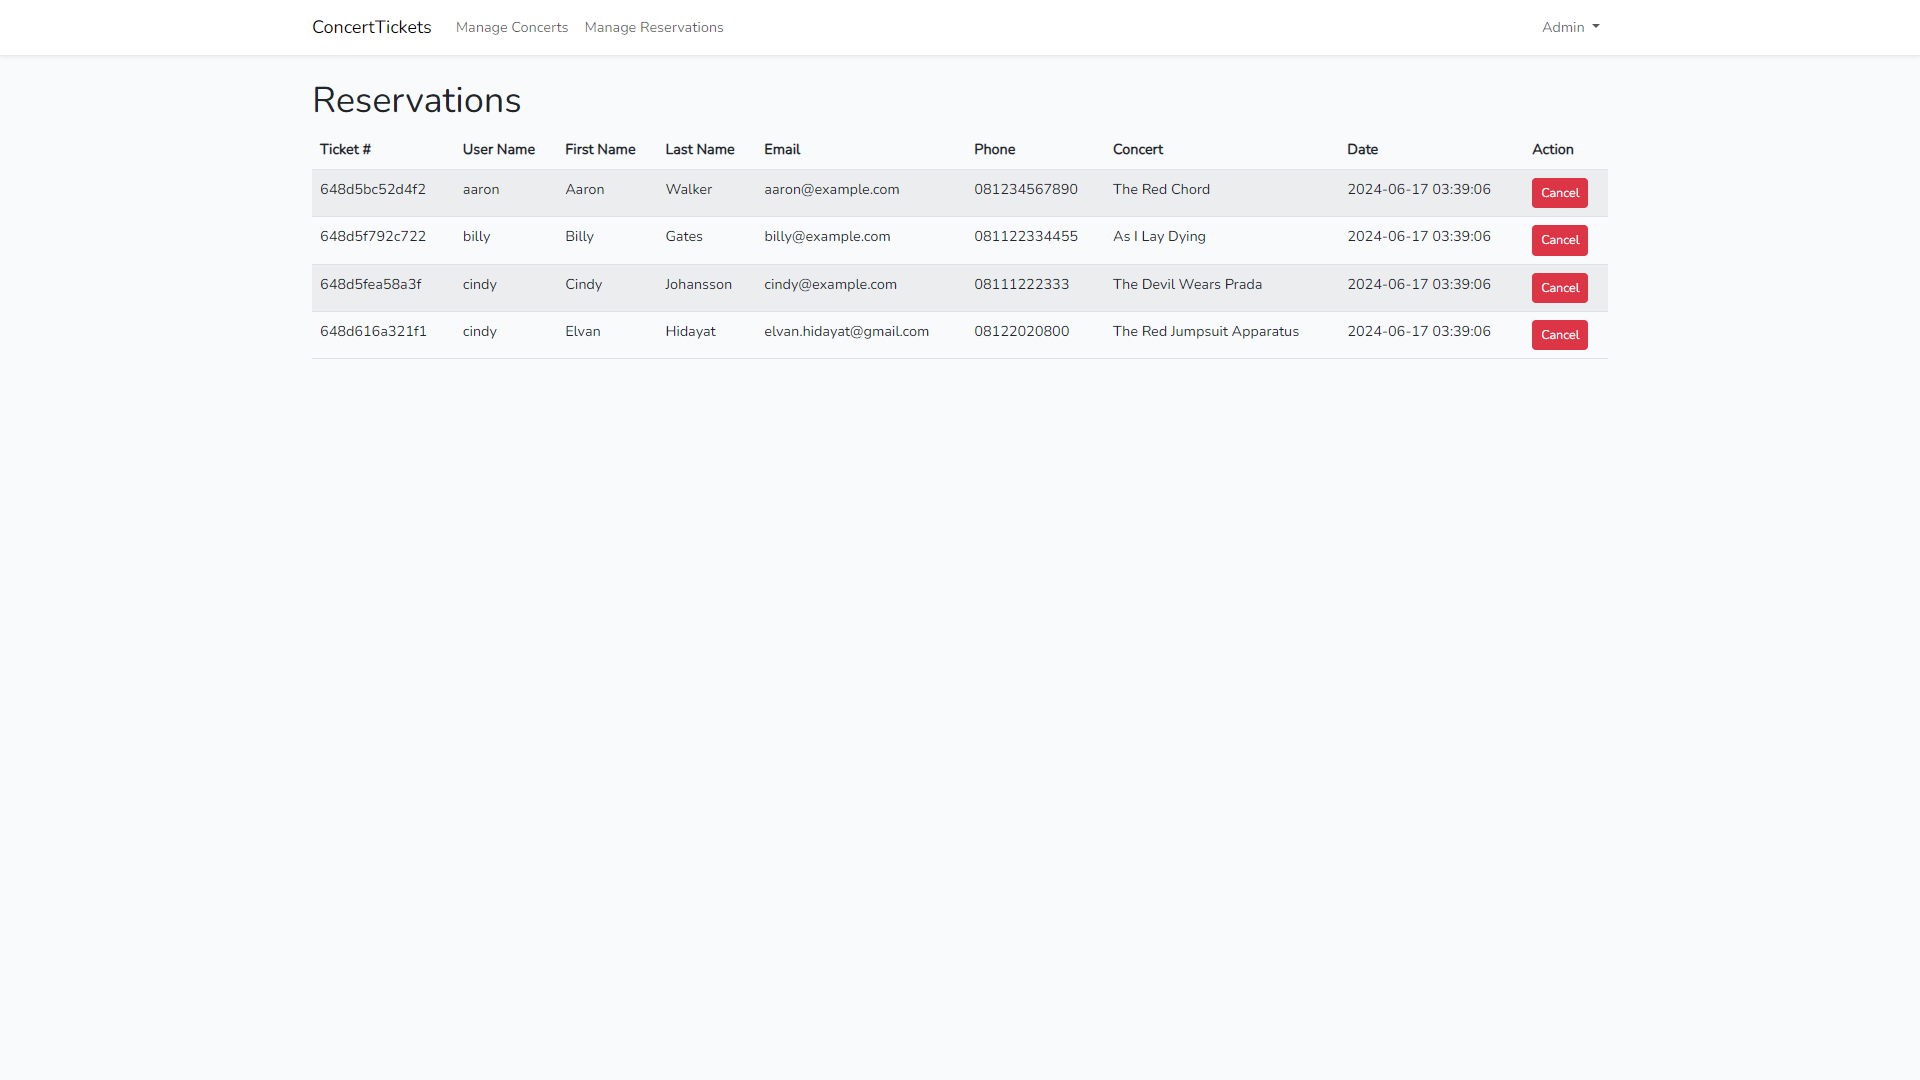 ConcertTickets Manage Concerts Manage Reservations Admin
Reservations
Ticket # User Name First Name Last Name Email Phone Concert Date Action
648d5bc52d4f2 aaron Aaron Walker aaron@example.com 081234567890 The Red Chord 2024-06-17 03:39:06 Cancel
648d5f792c722 billy Billy Gates billy@example.com 081122334455 As I Lay Dying 2024-06-17 03:39:06 Cancel
648d5fea58a3f cindy Cindy Johansson cindy@example.com 08111222333 The Devil Wears Prada 2024-06-17 03:39:06 Cancel
648d616a321f1 cindy Elvan Hidayat elvan.hidayat@gmail.com 08122020800 The Red Jumpsuit Apparatus 2024-06-17 03:39:06 Cancel